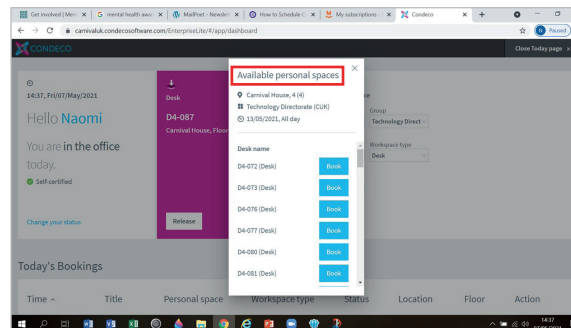 Get involved | Men
mental health awar
MailPoet - Newslet
How to Schedule C
My subscriptions -
Condeco
carnivaluk.condecosoftware.com/EnterpriseLite/#/app/dashboard
Paused
CONDECO
Close Today page ×
14:37, Fri/07/May/2021
Hello Naomi
You are in the office
today.
Self-certified
Change your status
Desk
D4-087
Carnival House, Floor
Release
Available personal spaces
Carnival House, 4 (4)
Technology Directorate (CUK)
13/05/2021, All day
Desk name
D4-072 (Desk) Book
D4-073 (Desk) Book
D4-076 (Desk) Book
D4-077 (Desk) Book
D4-080 (Desk) Book
D4-081 (Desk) Book
Group
Technology Direct
Workspace type
Desk
Today's Bookings
Time Title Personal space Workspace type Status Location Floor Action
14:37